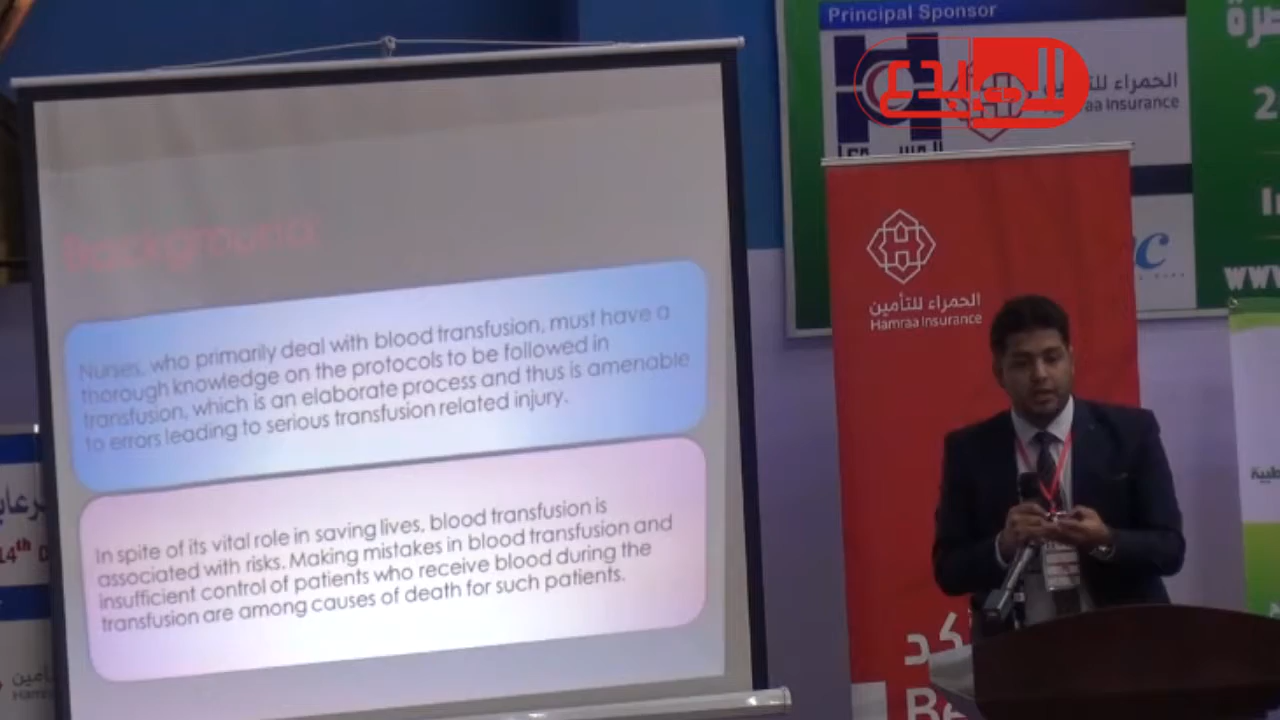 Background
Nurses, who primarily deal with blood transfusion, must have a
thorough knowledge on the protocols to be followed in
transfusion, which is an elaborate process and thus is amenable
to errors leading to serious transfusion related injury.
In spite of its vital role in saving lives, blood transfusion is
associated with risks. Making mistakes in blood transfusion and
insufficient control of patients who receive blood during the
transfusion are among causes of death for such patients.
Principal Sponsor
الحمراء للتأمين
Hamraa Insurance
14th D
الحمراء للتأمين
Hamraa Insurance
كد
Be
www